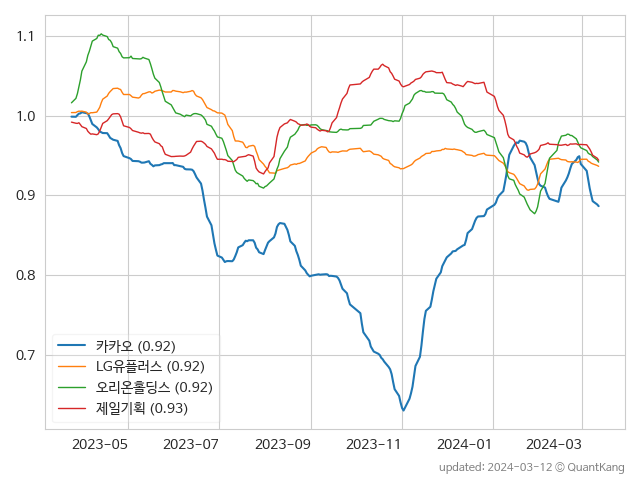 1.1
1.0
0.9
0.8
0.7
카카오 (0.92)
LG유플러스 (0.92)
오리온홀딩스 (0.92)
제일기획 (0.93)
2023-05 2023-07 2023-09 2023-11 2024-01 2024-03
updated: 2024-03-12 © QuantKang